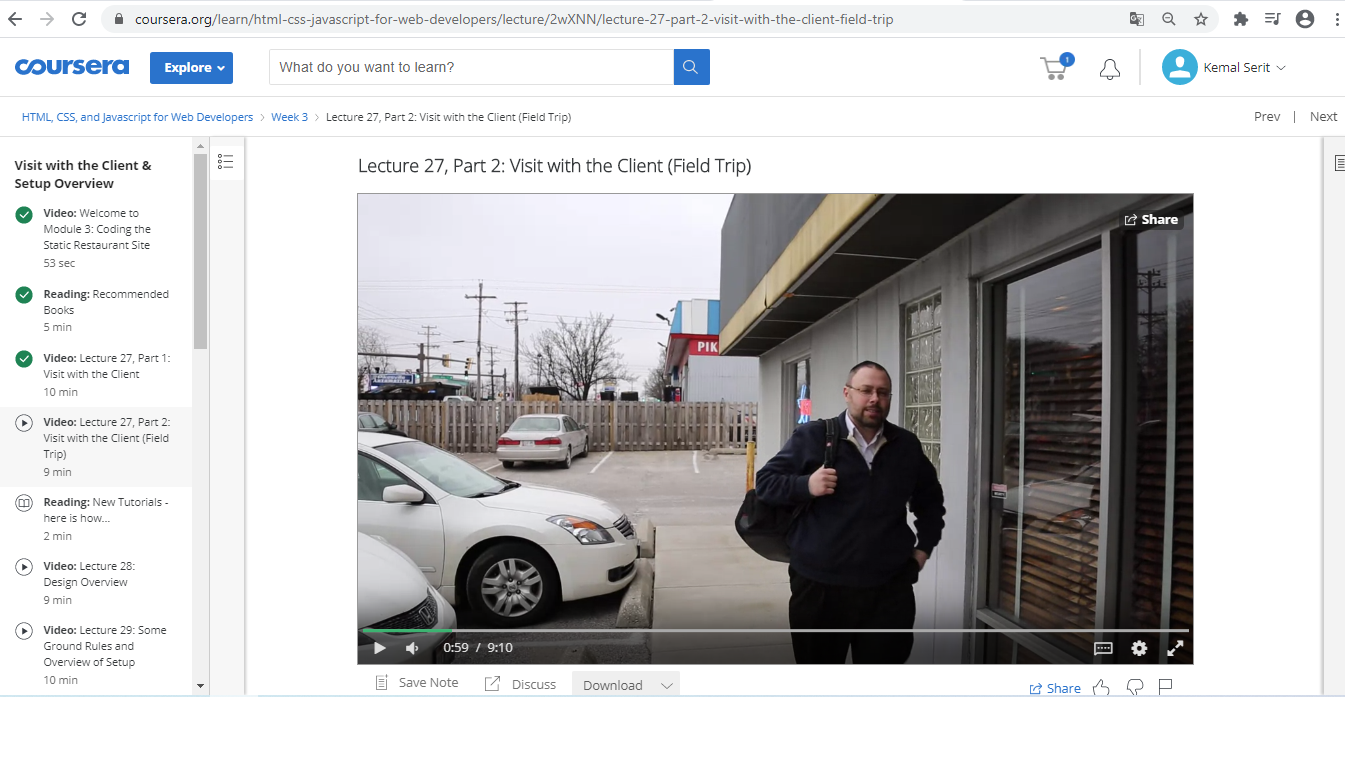 coursera.org/learn/html-css-javascript-for-web-developers/lecture/2wXNN/lecture-27-part-2-visit-with-the-client-field-trip
coursera
Explore
What do you want to learn?
1
Kemal Serit
HTML, CSS, and Javascript for Web Developers > Week 3 > Lecture 27, Part 2: Visit with the Client (Field Trip)
Prev | Next
Visit with the Client &
Setup Overview
Video: Welcome to
Module 3: Coding the
Static Restaurant Site
53 sec
Reading: Recommended
Books
5 min
Video: Lecture 27, Part 1:
Visit with the Client
10 min
Video: Lecture 27, Part 2:
Visit with the Client (Field
Trip)
9 min
Reading: New Tutorials -
here is how...
2 min
Video: Lecture 28:
Design Overview
9 min
Video: Lecture 29: Some
Ground Rules and
Overview of Setup
10 min
Lecture 27, Part 2: Visit with the Client (Field Trip)
Share
PIK
0:59 / 9:10
Save Note
Discuss
Download
Share